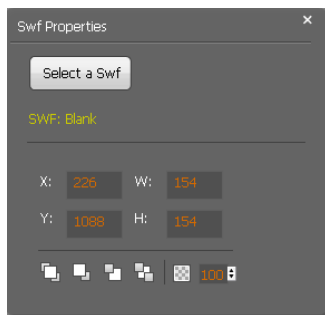 Swf Properties
Select a Swf
SWF: Blank
X: 226 W: 154
Y: 1088 H: 154
100